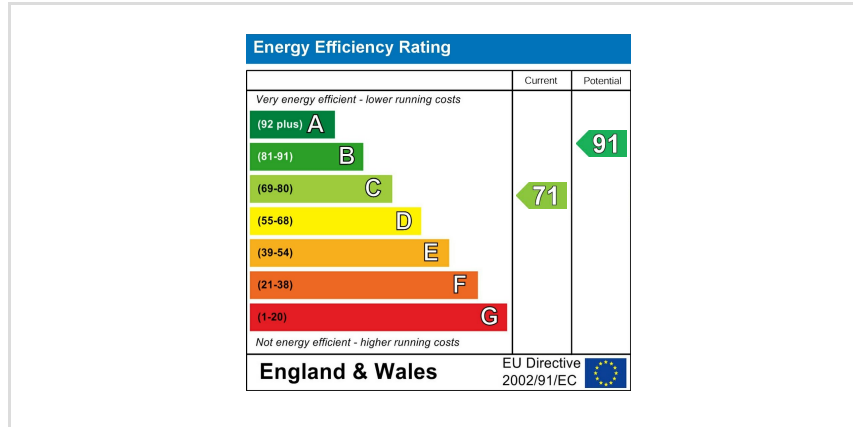 Energy Efficiency Rating
Current Potential
Very energy efficient - lower running costs
(92 plus) A
(81-91) B
91
(69-80) C
71
(55-68) D
(39-54) E
(21-38) F
(1-20) G
Not energy efficient - higher running costs
England & Wales
EU Directive
2002/91/EC